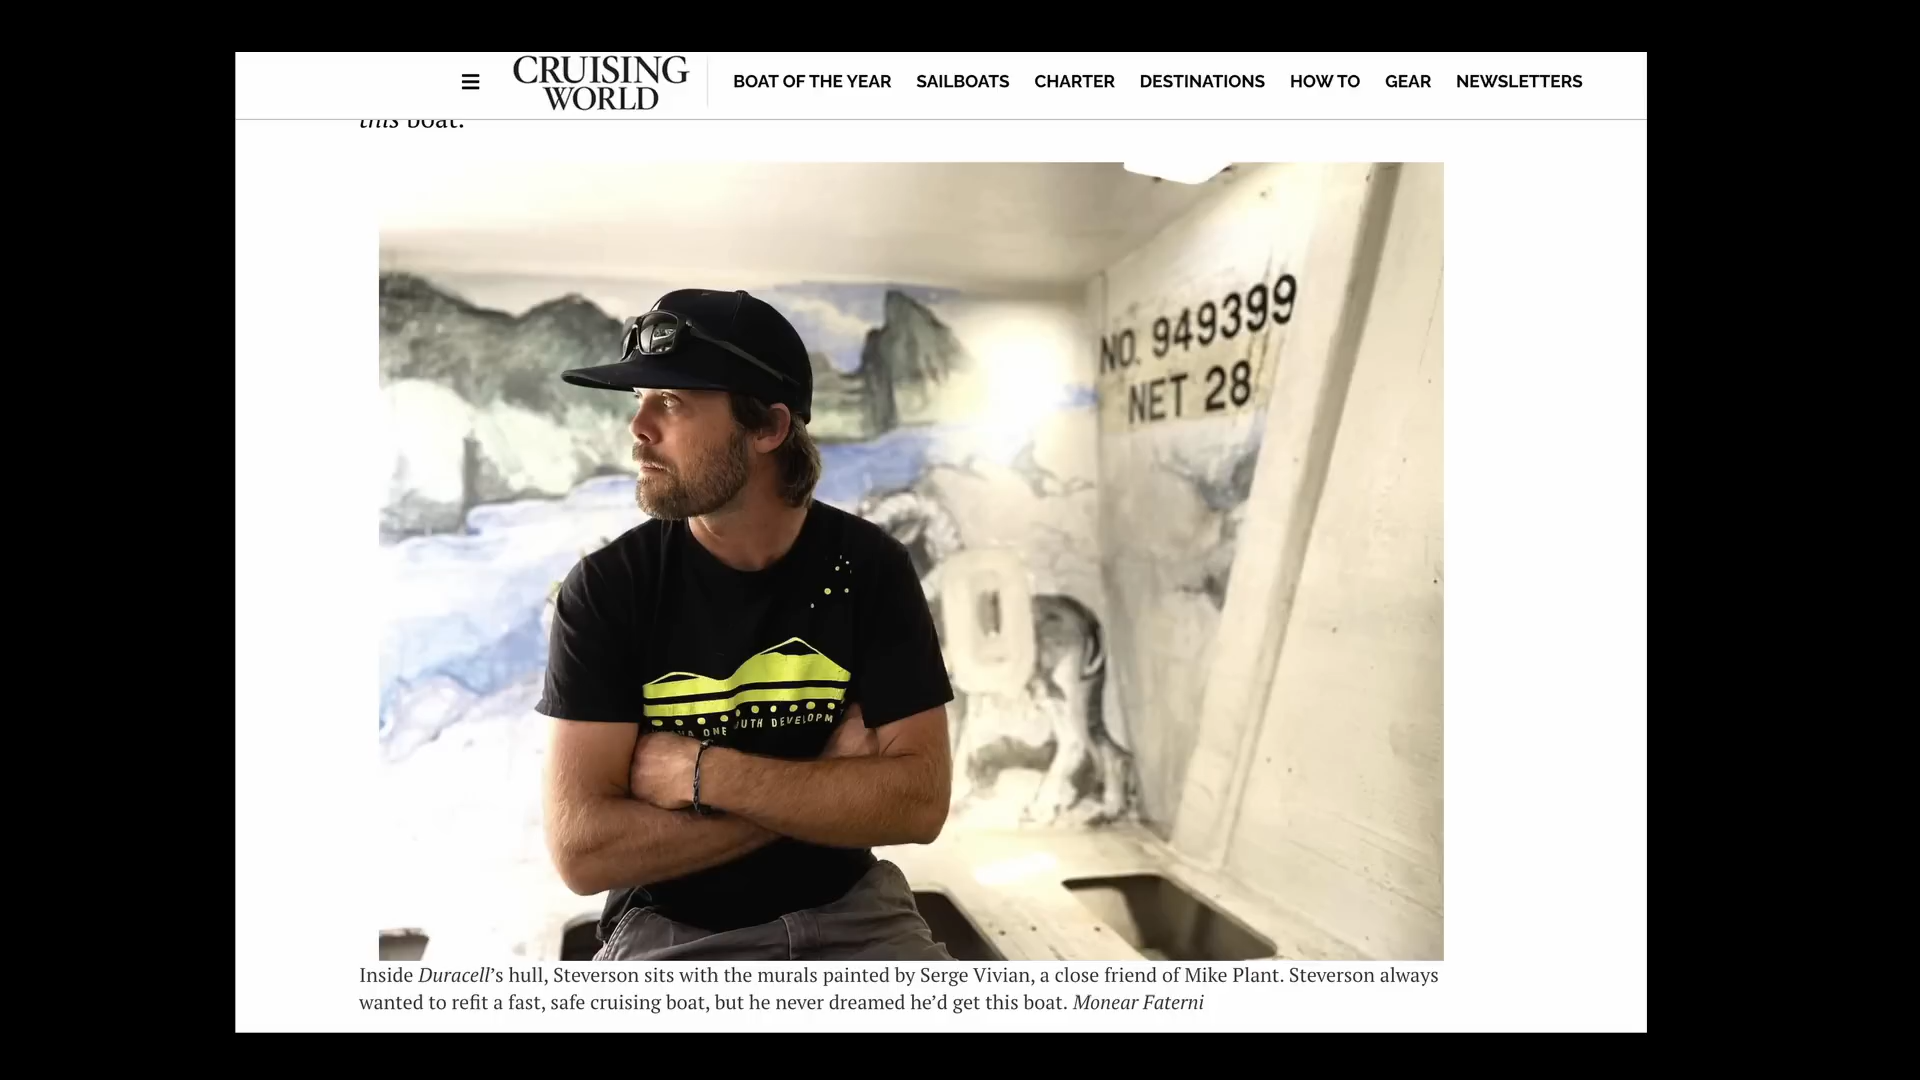 CRUISING
WORLD
BOAT OF THE YEAR SAILBOATS CHARTER DESTINATIONS HOW TO GEAR NEWSLETTERS
this boat.
NO. 949399
NET 28
ONE
DEVELOPM
Inside Duracell’s hull, Steverson sits with the murals painted by Serge Vivian, a close friend of Mike Plant. Steverson always
wanted to refit a fast, safe cruising boat, but he never dreamed he’d get this boat. Monear Faterni